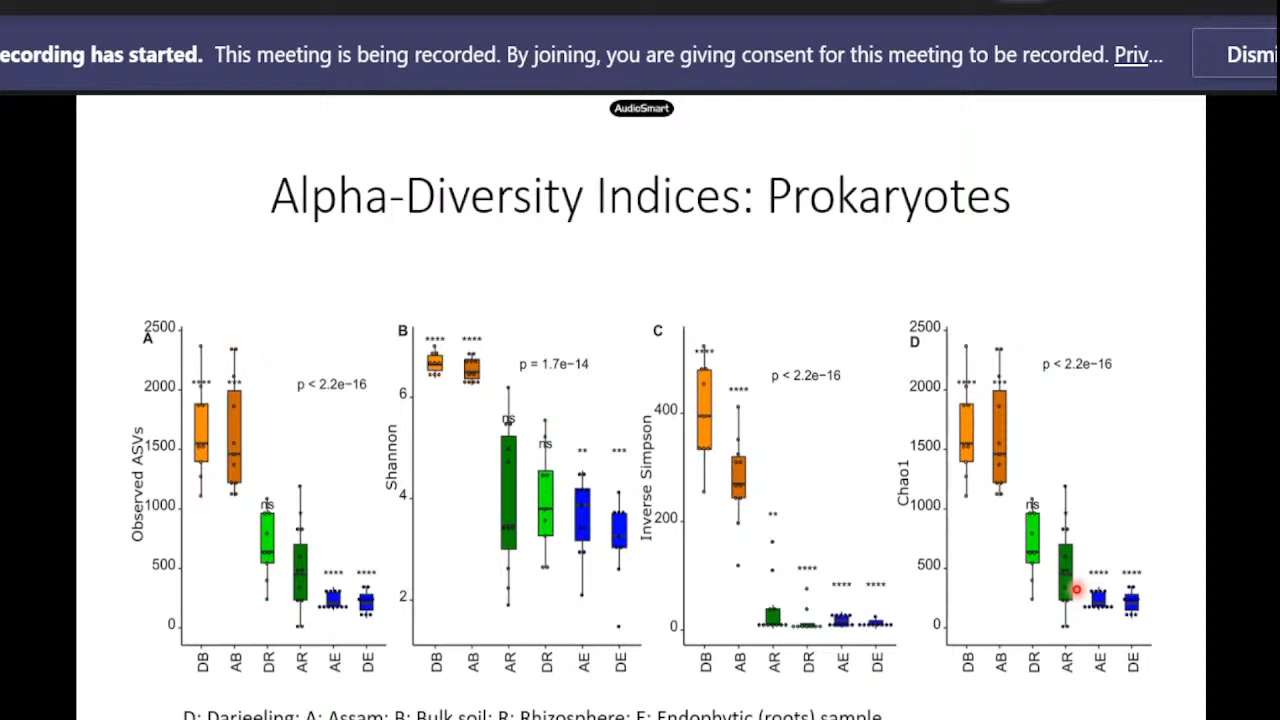 ecording has started. This meeting is being recorded. By joining, you are giving consent for this meeting to be recorded. Priv... Dismi
AudioSmart
Alpha-Diversity Indices: Prokaryotes
A
Observed ASVs
2500
2000
1500
1000
500
0
**** *** ns **** ****
p < 2.2e−16
DB AB DR AR AE DE
B
Shannon
6
4
2
**** **** ns ns ** ***
p = 1.7e−14
DB AB AR DR AE DE
C
Inverse Simpson
400
200
0
**** **** ** **** **** ****
p < 2.2e−16
DB AB AR DR AE DE
D
Chao1
2500
2000
1500
1000
500
0
**** *** ns **** ****
p < 2.2e−16
DB AB DR AR AE DE
D: Darjeeling; A: Assam; B: Bulk soil; R: Rhizosphere; E: Endophytic (roots) sample